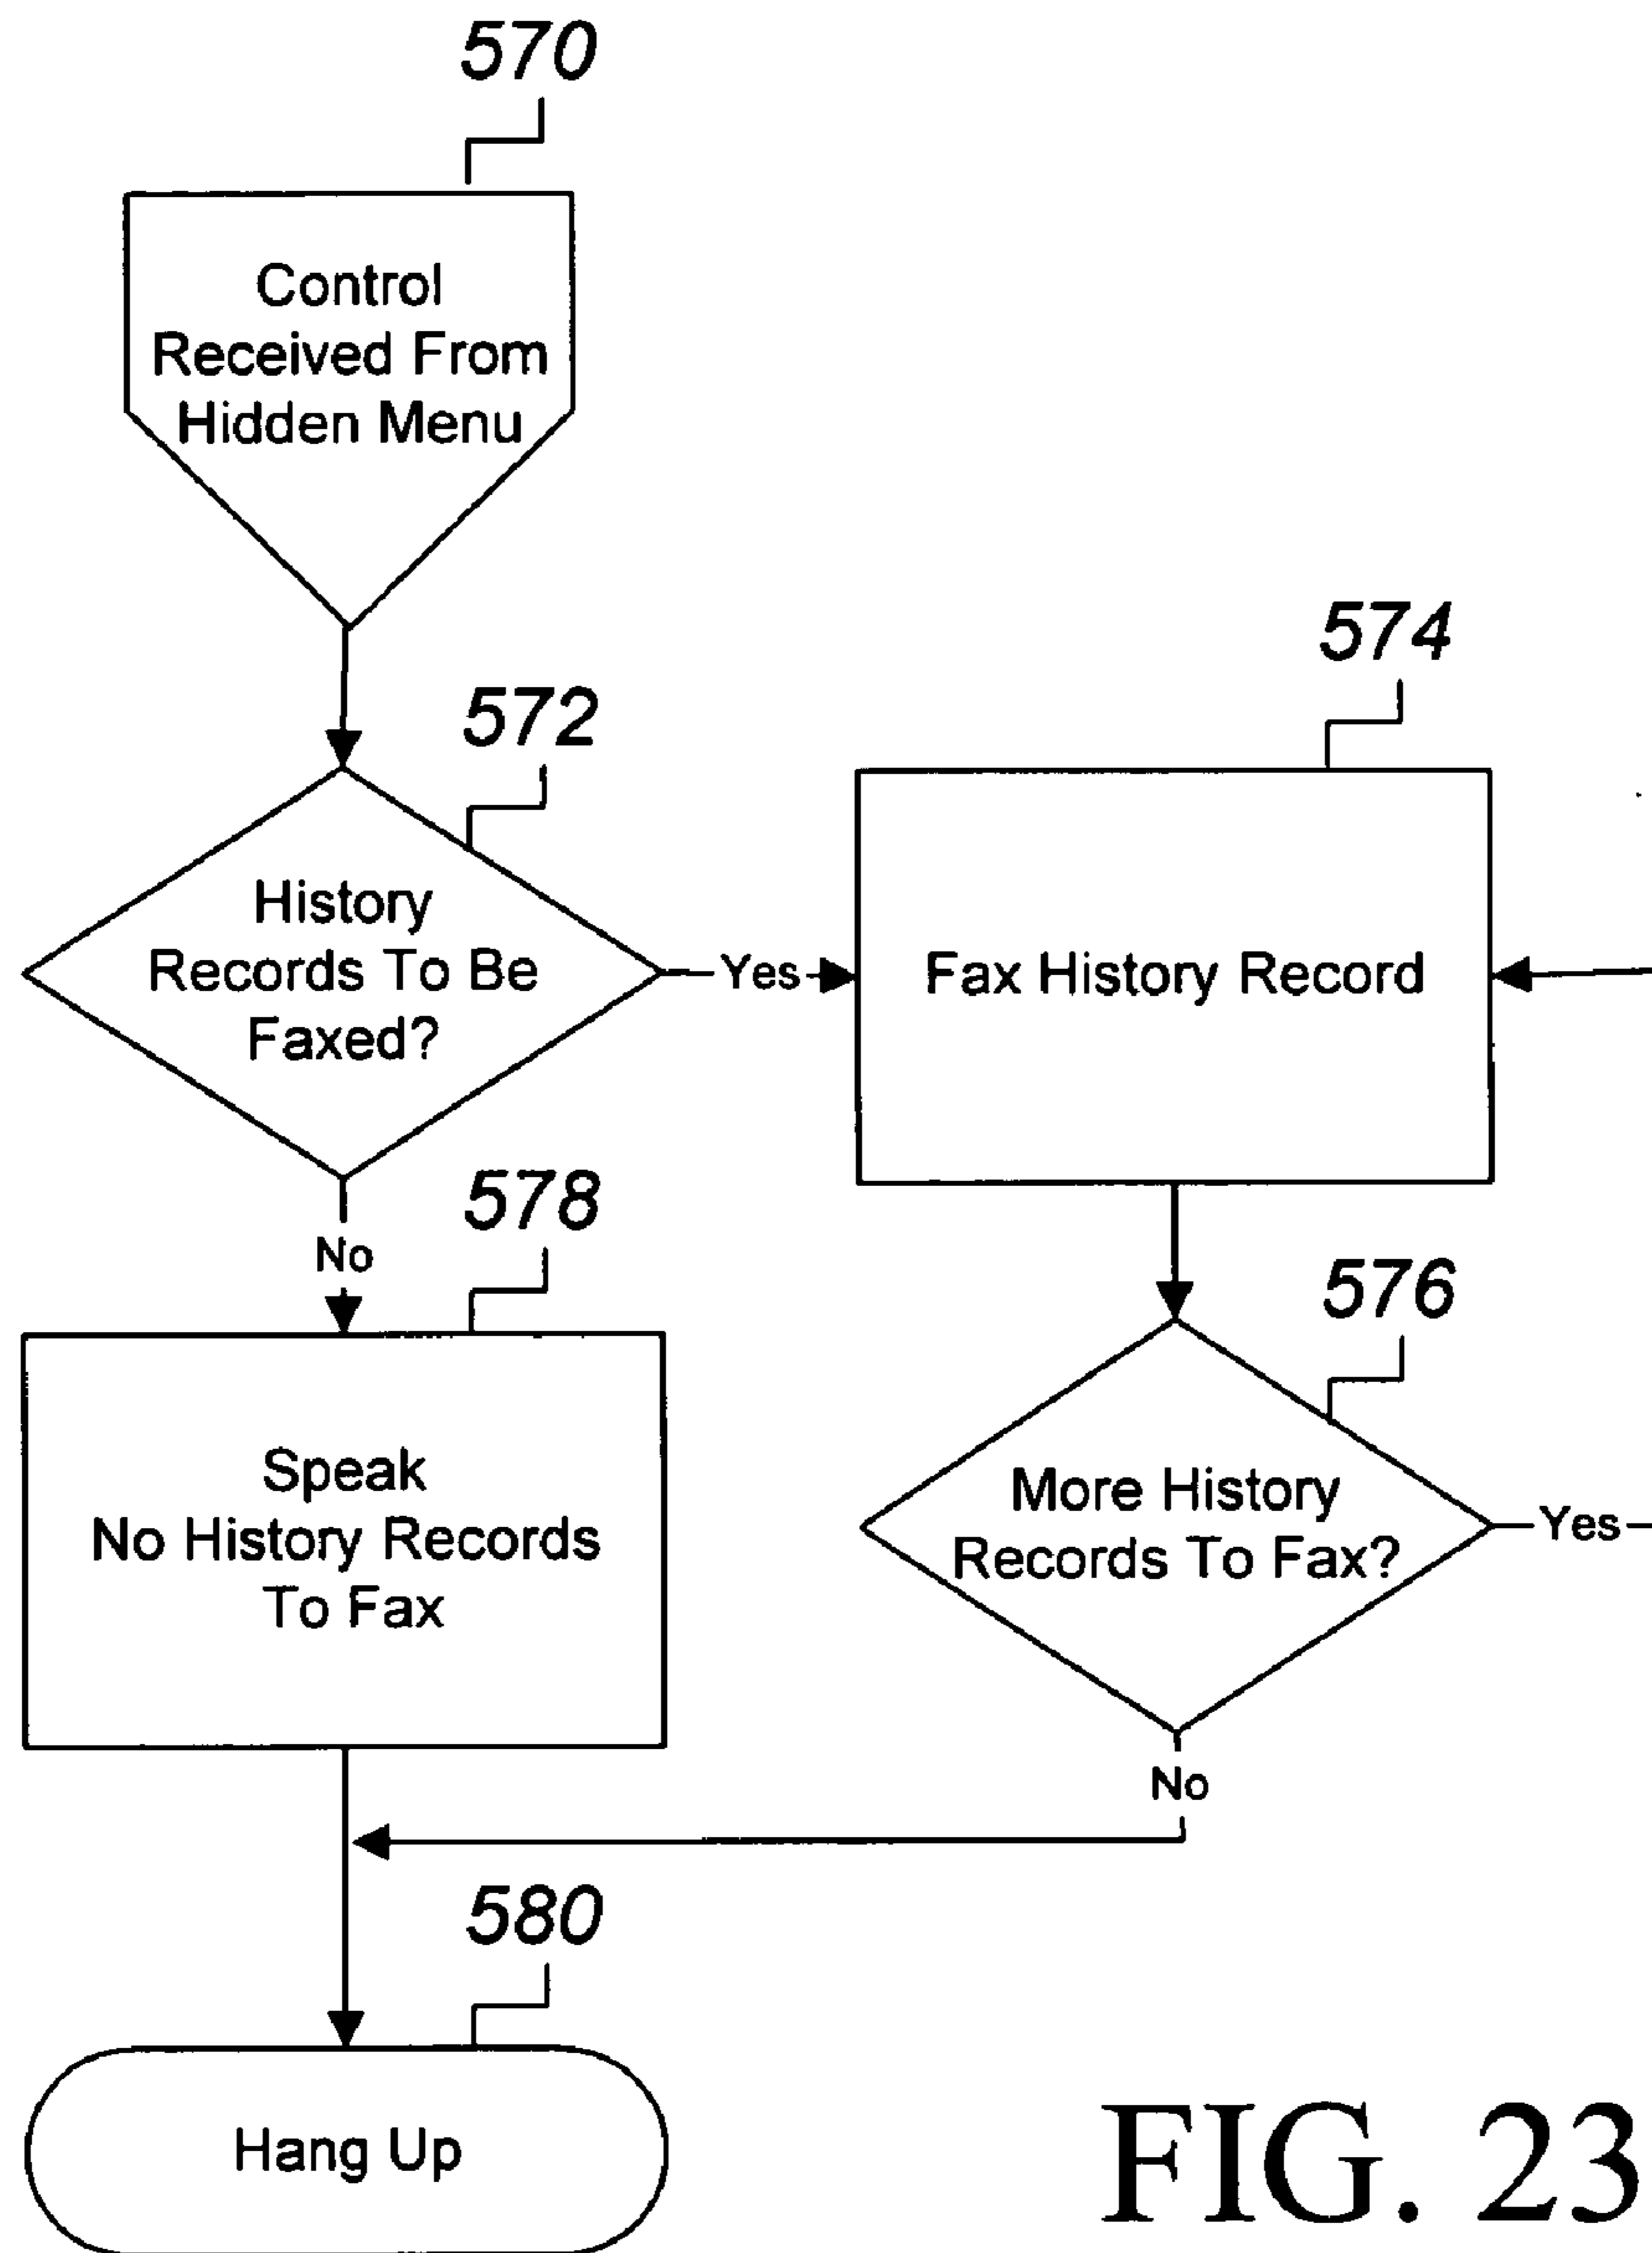 570
Control
Received From
Hidden Menu
572
History
Records To Be
Faxed?
Yes
574
Fax History Record
No
578
Speak
No History Records
To Fax
576
More History
Records To Fax?
Yes
No
580
Hang Up
FIG. 23